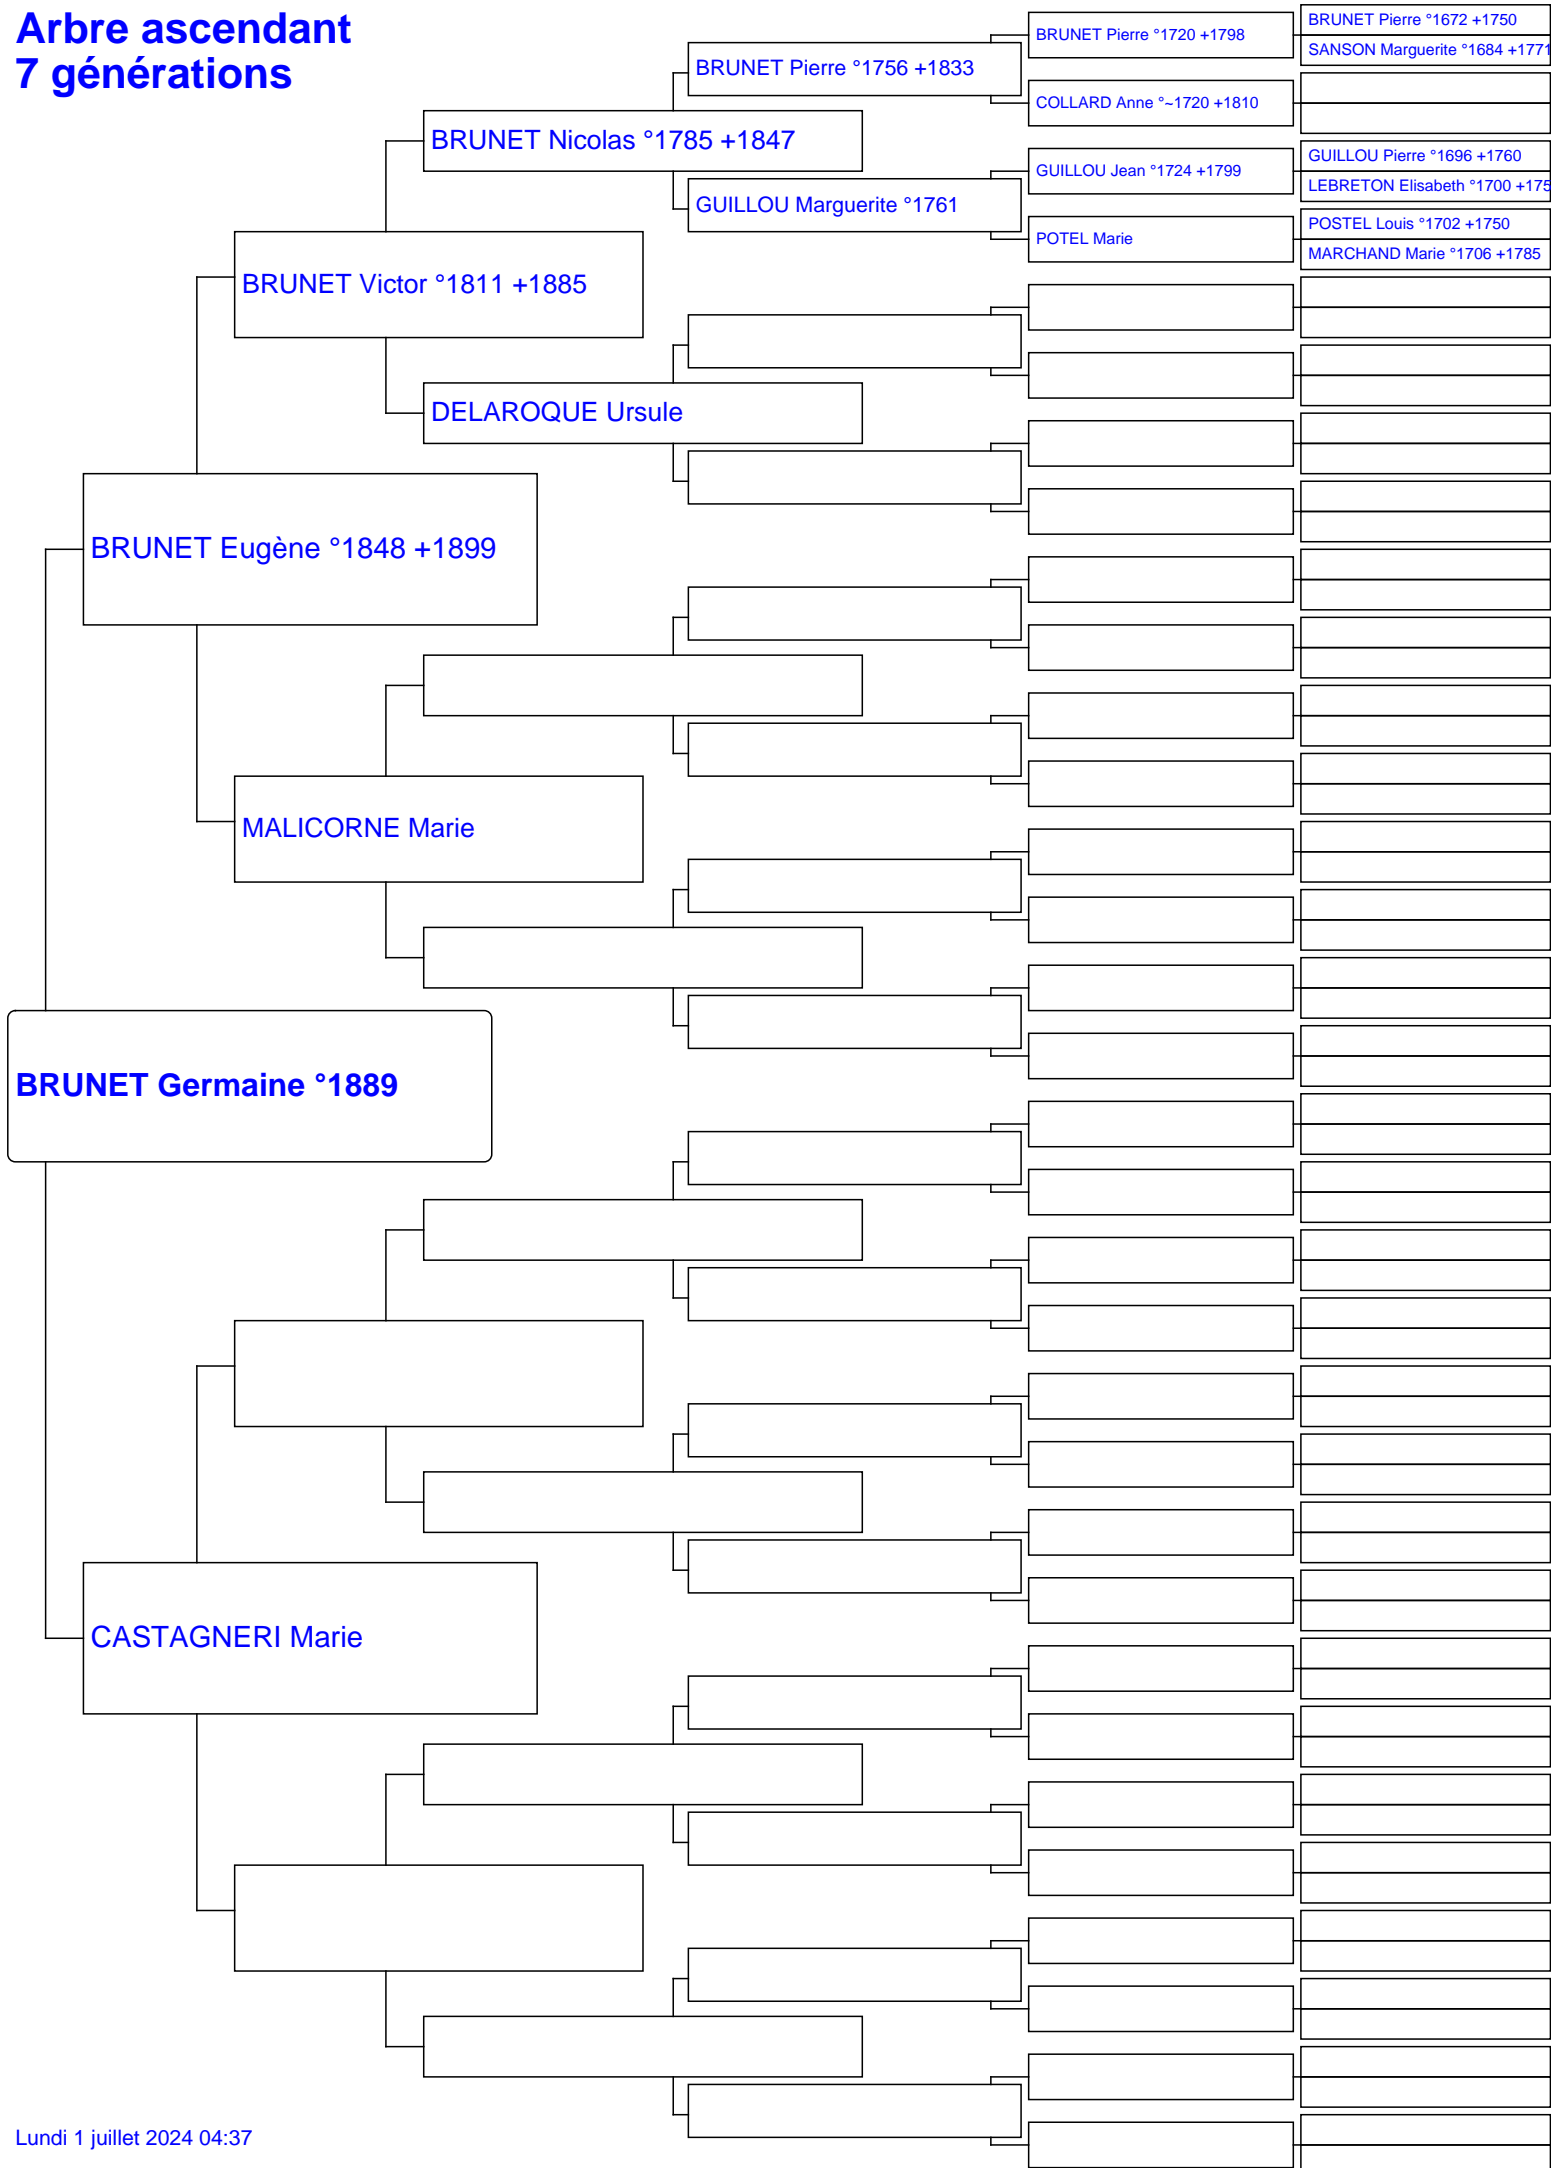 Arbre ascendant
7 générations
BRUNET Pierre °1672 +1750
BRUNET Pierre °1720 +1798
SANSON Marguerite °1684 +1771
BRUNET Pierre °1756 +1833
COLLARD Anne °~1720 +1810
BRUNET Nicolas °1785 +1847
GUILLOU Pierre °1696 +1760
GUILLOU Jean °1724 +1799
LEBRETON Elisabeth °1700 +175
GUILLOU Marguerite °1761
POSTEL Louis °1702 +1750
POTEL Marie
MARCHAND Marie °1706 +1785
BRUNET Victor °1811 +1885
DELAROQUE Ursule
BRUNET Eugène °1848 +1899
MALICORNE Marie
BRUNET Germaine °1889
CASTAGNERI Marie
Lundi 1 juillet 2024 04:37